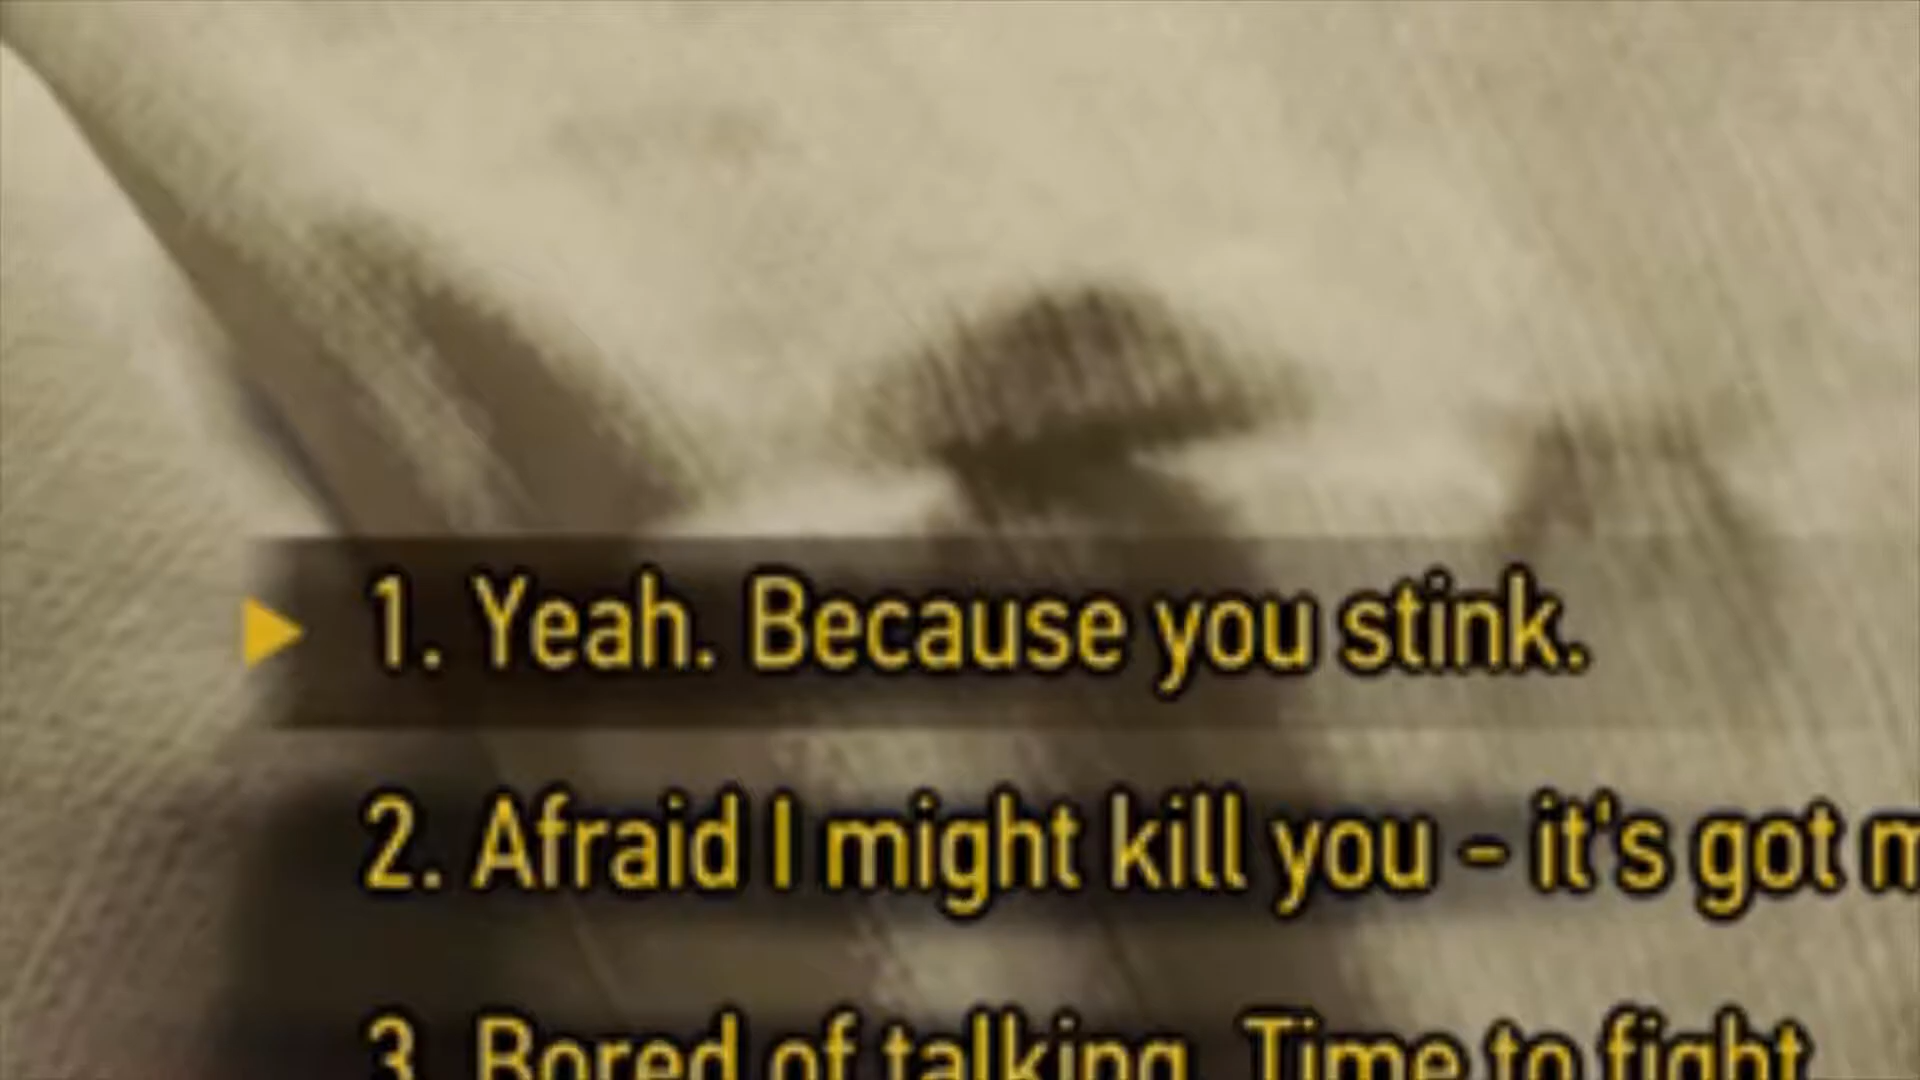 1. Yeah. Because you stink.
2. Afraid I might kill you – it's got
3. Bored of talking. Time to fight.